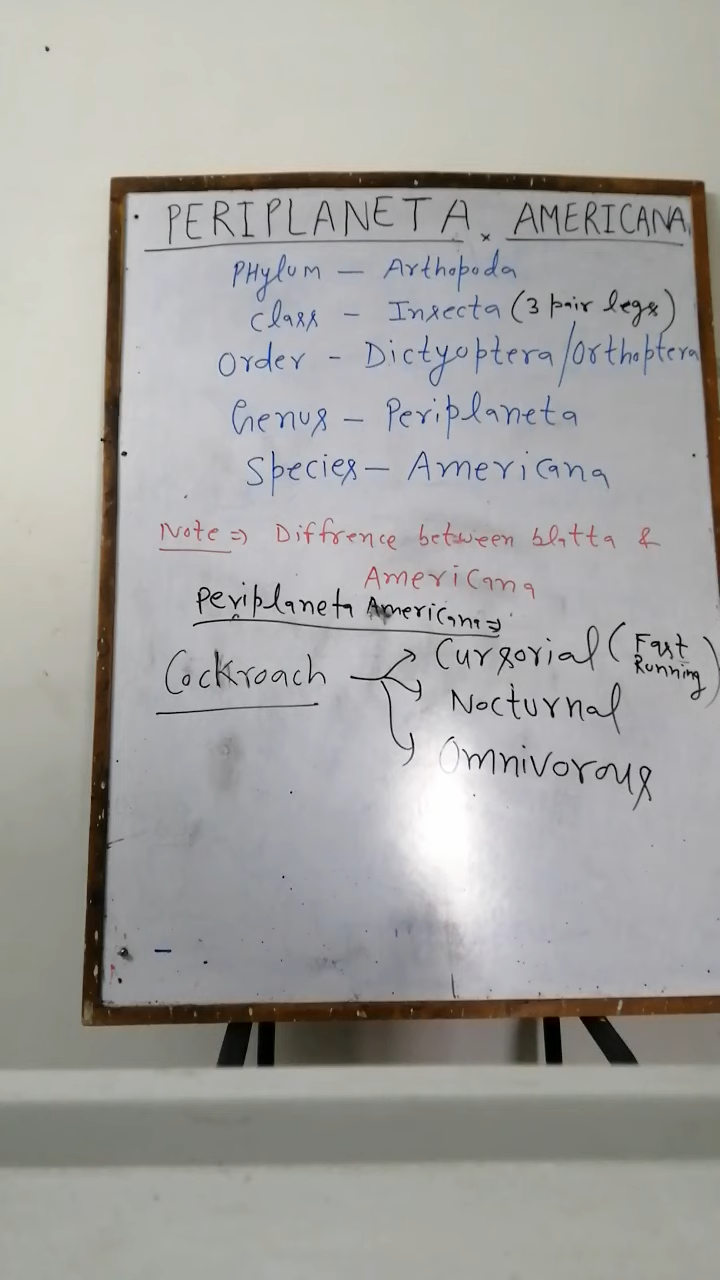 PERIPLANETA AMERICANA
PHylum – Arthopoda
Class – Insecta (3 pair legs)
Order - Dictyoptera/Orthoptera
Genus – Periplaneta
Species – Americana
Note ⇒ Diffrence between blatta &
Americana
Periplaneta Americana ⇒
Cockroach → Cursorial (Fast Running)
Nocturnal
Omnivorous